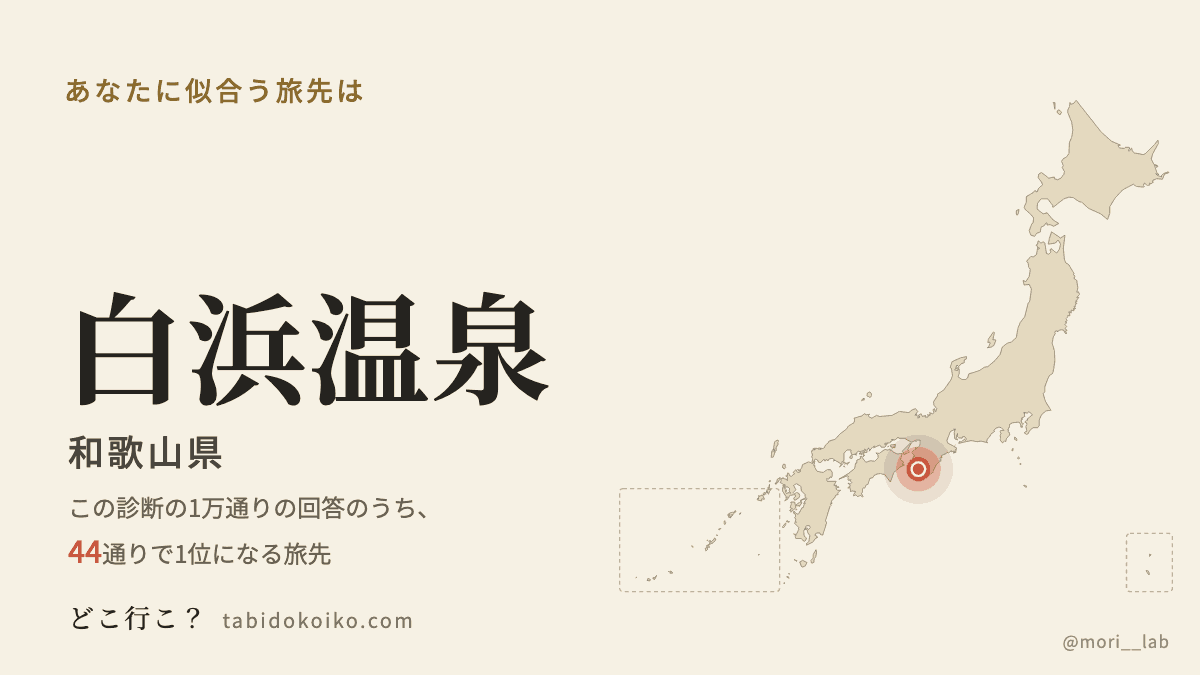 あなたに似合う旅先は
白浜温泉
和歌山県
この診断の1万通りの回答のうち、
44通りで1位になる旅先
どこ行こ？ tabidokoiko.com
@mori__lab